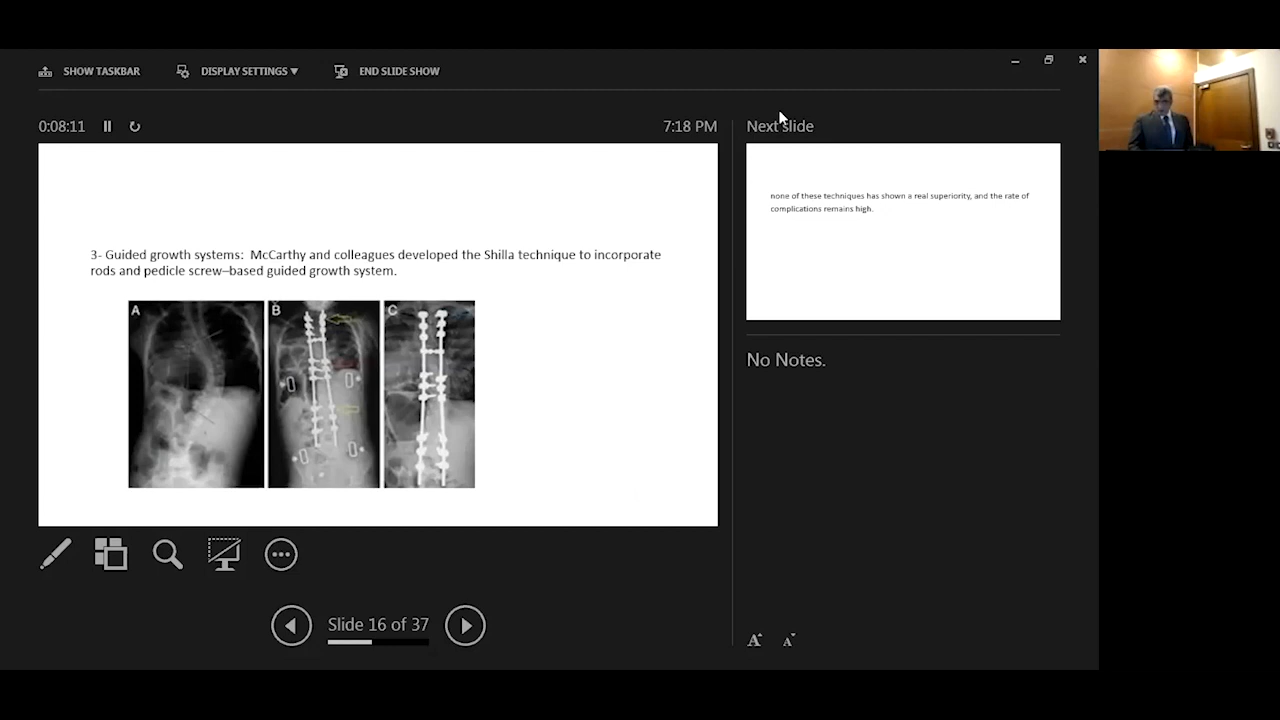 SHOW TASKBAR
DISPLAY SETTINGS ▼
END SLIDE SHOW
0:08:11
7:18 PM
Next slide
3- Guided growth systems:  McCarthy and colleagues developed the Shilla technique to incorporate
rods and pedicle screw–based guided growth system.
A
B
C
none of these techniques has shown a real superiority, and the rate of
complications remains high.
No Notes.
Slide 16 of 37
A A